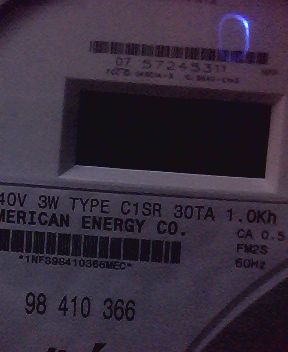 07 57245311
40V 3W TYPE C1SR 30TA 1.0Kh
MERICAN ENERGY CO.
CA 0.5
FM2S
60Hz
*1NFS98410366MEC*
98 410 366